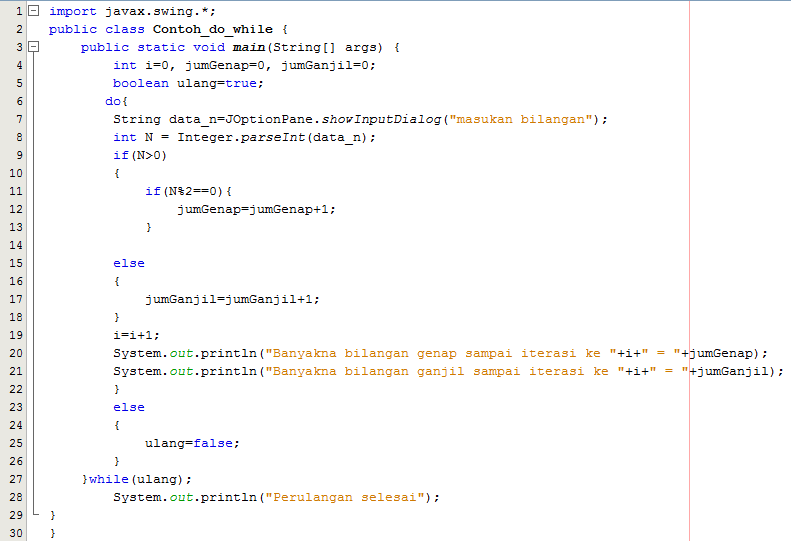 1 import javax.swing.*;
2 public class Contoh_do_while {
3 public static void main(String[] args) {
4 int i=0, jumGenap=0, jumGanjil=0;
5 boolean ulang=true;
6 do{
7 String data_n=JOptionPane.showInputDialog("masukan bilangan");
8 int N = Integer.parseInt(data_n);
9 if(N>0)
10 {
11 if(N%2==0){
12 jumGenap=jumGenap+1;
13 }
14
15 else
16 {
17 jumGanjil=jumGanjil+1;
18 }
19 i=i+1;
20 System.out.println("Banyakna bilangan genap sampai iterasi ke "+i+" = "+jumGenap);
21 System.out.println("Banyakna bilangan ganjil sampai iterasi ke "+i+" = "+jumGanjil);
22 }
23 else
24 {
25 ulang=false;
26 }
27 }while(ulang);
28 System.out.println("Perulangan selesai");
29 }
30 }